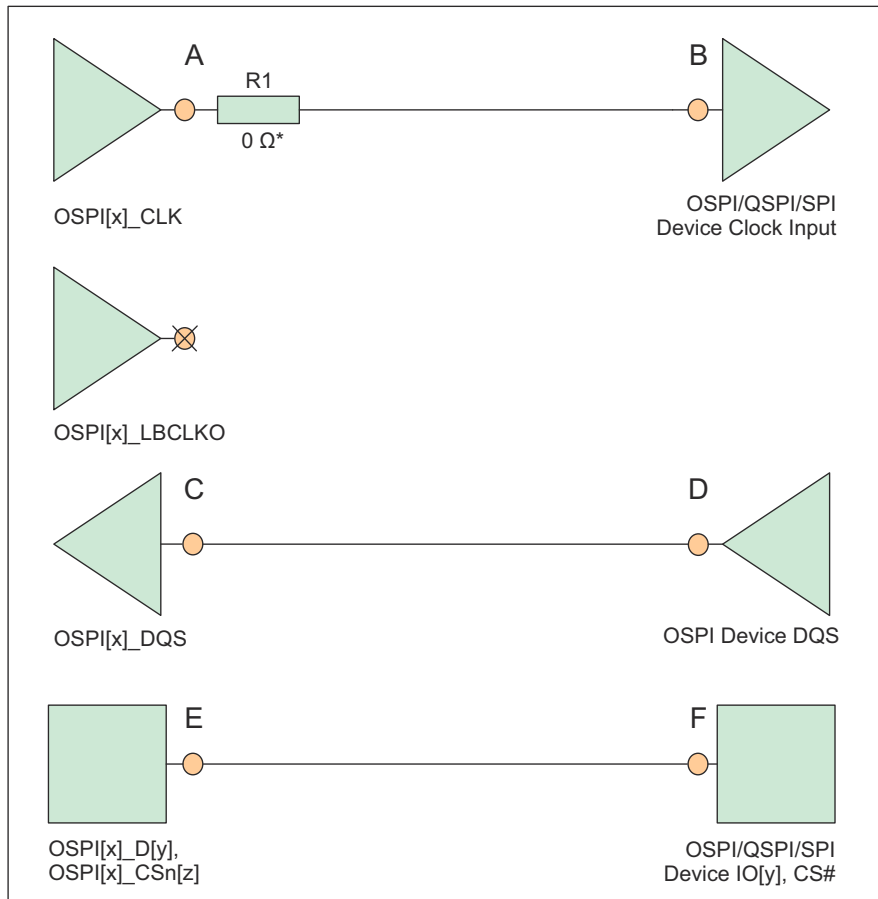 A
B
R1
0 Ω*
OSPI[x]_CLK
OSPI/QSPI/SPI
Device Clock Input
OSPI[x]_LBCLKO
C
D
OSPI[x]_DQS
OSPI Device DQS
E
F
OSPI[x]_D[y],
OSPI[x]_CSn[z]
OSPI/QSPI/SPI
Device IO[y], CS#